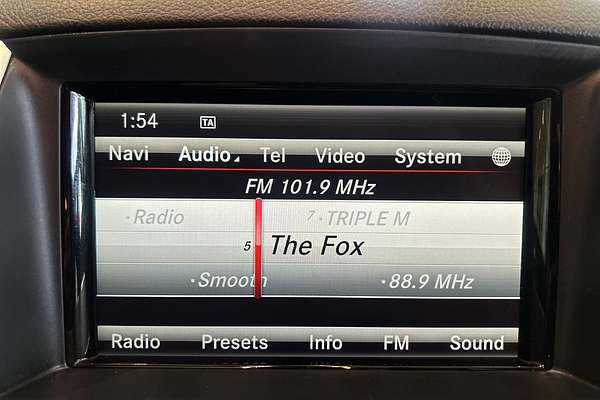 1:54 TA
Navi Audio Tel Video System
FM 101.9 MHz
•Radio 7 •TRIPLE M
5 The Fox
•Smooth •88.9 MHz
Radio Presets Info FM Sound